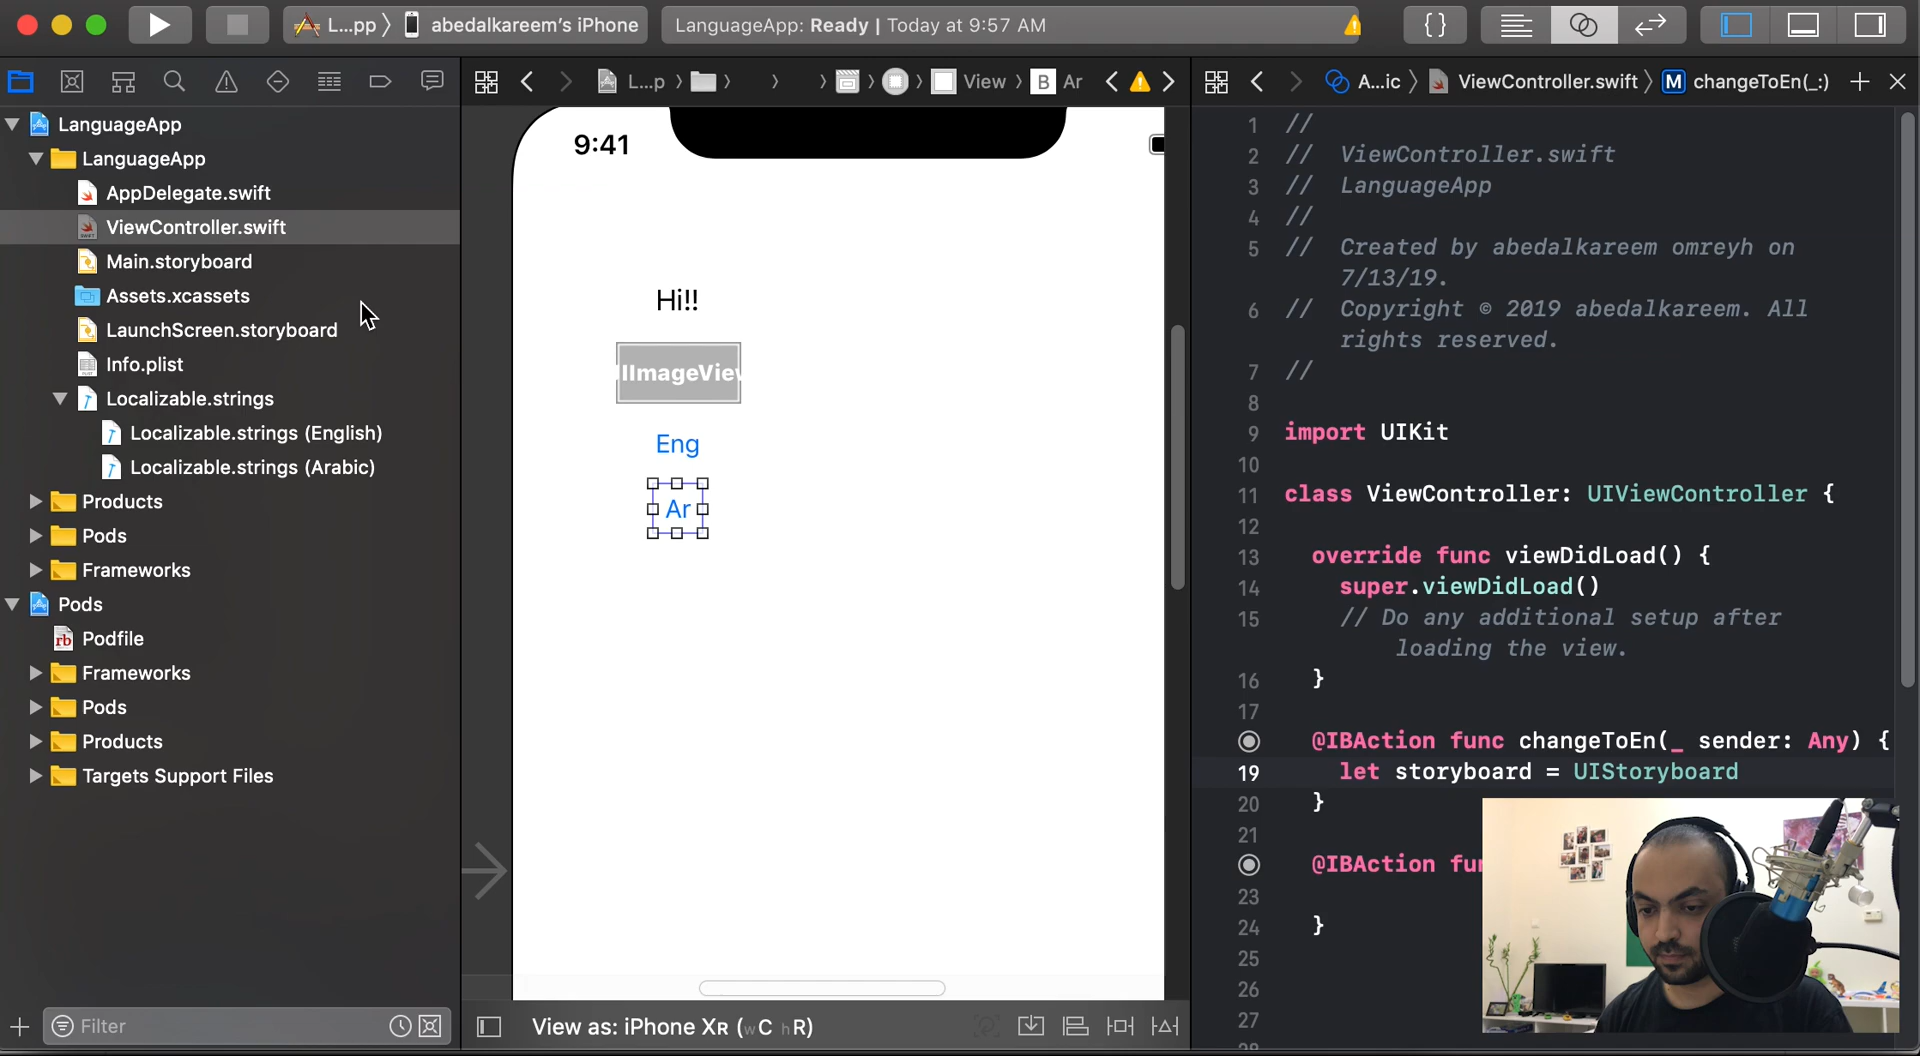 L...pp 〉 abedalkareem's iPhone
LanguageApp: Ready | Today at 9:57 AM
{}
L...p 〉 〉 〉 〉 〉 View 〉 B Ar
A...ic 〉 ViewController.swift 〉 M changeToEn(_:)
LanguageApp
LanguageApp
AppDelegate.swift
ViewController.swift
Main.storyboard
Assets.xcassets
LaunchScreen.storyboard
Info.plist
Localizable.strings
Localizable.strings (English)
Localizable.strings (Arabic)
Products
Pods
Frameworks
Pods
rb Podfile
Frameworks
Pods
Products
Targets Support Files
Filter
9:41
Hi!!
IImageView
Eng
Ar
View as: iPhone XR (wC hR)
1 //
2 // ViewController.swift
3 // LanguageApp
4 //
5 // Created by abedalkareem omreyh on
7/13/19.
6 // Copyright © 2019 abedalkareem. All
rights reserved.
7 //
8
9 import UIKit
10
11 class ViewController: UIViewController {
12
13 override func viewDidLoad() {
14 super.viewDidLoad()
15 // Do any additional setup after
loading the view.
16 }
17
@IBAction func changeToEn(_ sender: Any) {
19 let storyboard = UIStoryboard
20 }
21
@IBAction fu
23
24 }
25
26
27